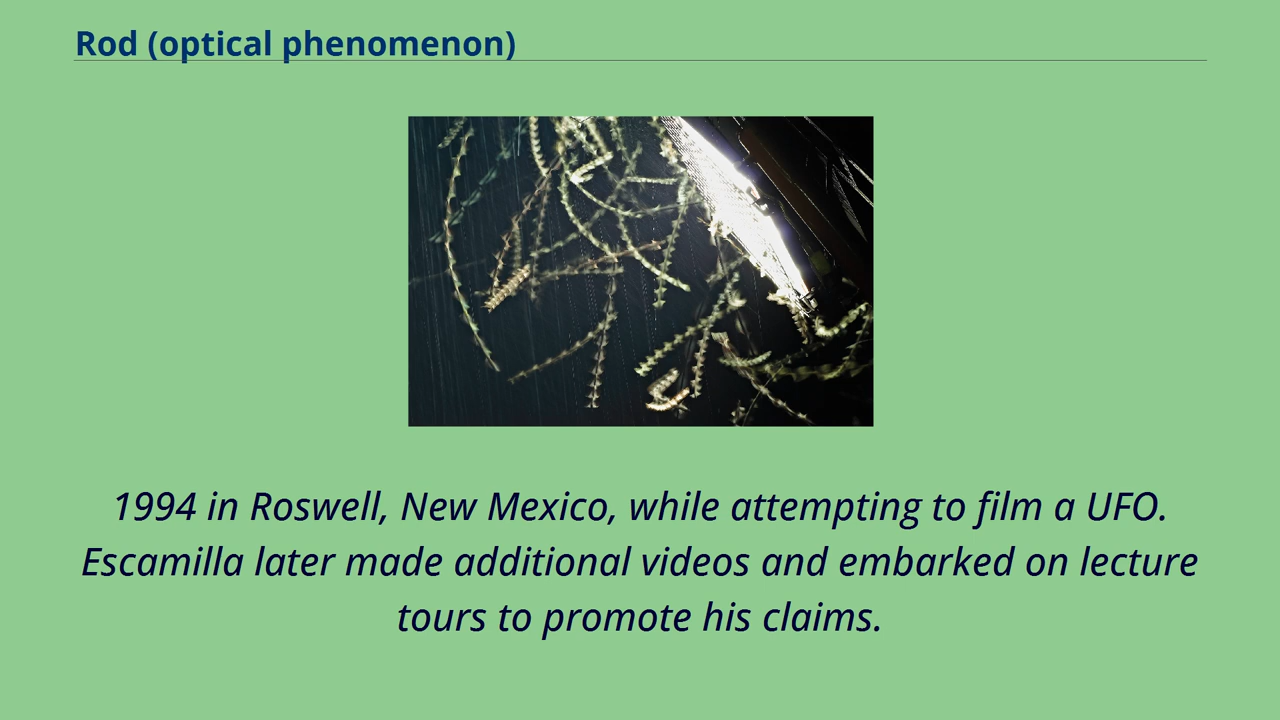 Rod (optical phenomenon)
1994 in Roswell, New Mexico, while attempting to film a UFO.
Escamilla later made additional videos and embarked on lecture
tours to promote his claims.